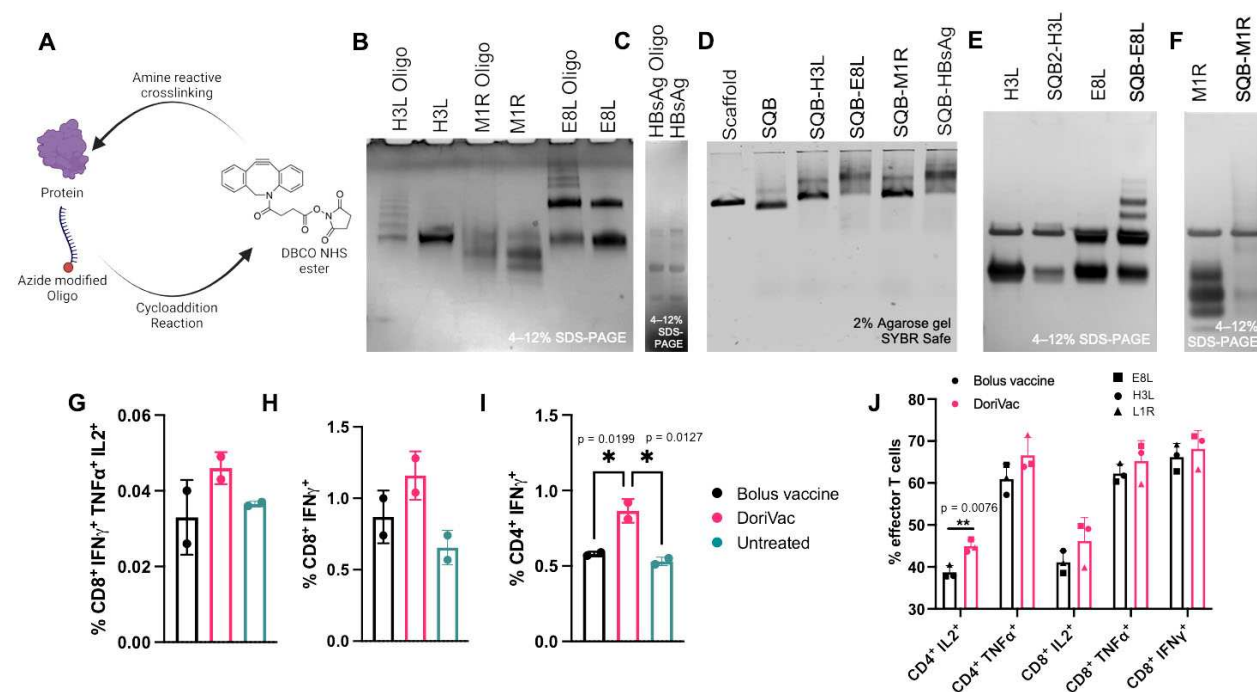 A
Amine reactive
crosslinking
Protein
Azide modified
Oligo
DBCO NHS
ester
Cycloaddition
Reaction
B
H3L Oligo
H3L
M1R Oligo
M1R
E8L Oligo
E8L
4–12% SDS-PAGE
C
HBsAg Oligo
HBsAg
4–12%
SDS-
PAGE
D
Scaffold
SQB
SQB-H3L
SQB-E8L
SQB-M1R
SQB-HBsAg
2% Agarose gel
SYBR Safe
E
H3L
SQB2-H3L
E8L
SQB-E8L
4–12% SDS-PAGE
F
M1R
SQB-M1R
4–12%
SDS-PAGE
G
% CD8+ IFNγ+ TNFα+ IL2+
0.06
0.04
0.02
0.00
H
% CD8+ IFNγ+
1.5
1.0
0.5
0.0
I
% CD4+ IFNγ+
1.5
1.0
0.5
0.0
p = 0.0199
p = 0.0127
*
*
Bolus vaccine
DoriVac
Untreated
J
Bolus vaccine
DoriVac
E8L
H3L
L1R
% effector T cells
80
70
60
50
40
30
p = 0.0076
**
CD4+ IL2+
CD4+ TNFα+
CD8+ IL2+
CD8+ TNFα+
CD8+ IFNγ+